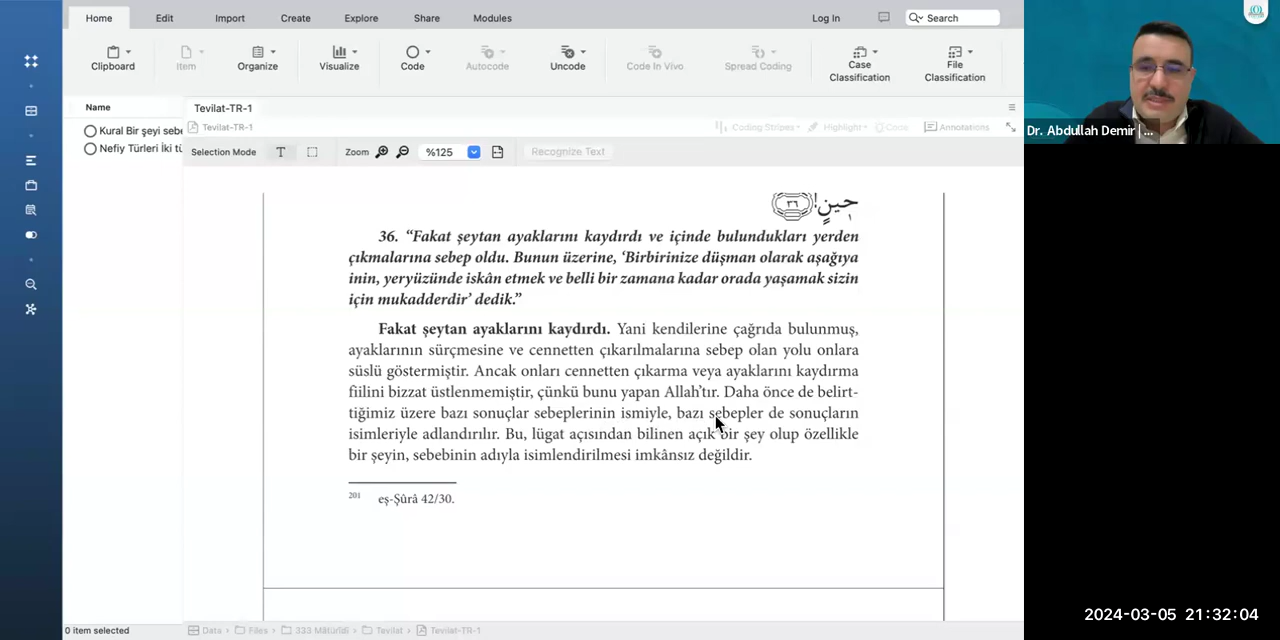 Home Edit Import Create Explore Share Modules Log In Search
Clipboard Item Organize Visualize Code Autocode Uncode Code In Vivo Spread Coding Case Classification File Classification
Name
Kural Bir şeyi sebe
Nefiy Türleri İki tü
Tevilat-TR-1
Tevilat-TR-1 Coding Stripes Highlight Code Annotations
Selection Mode Zoom %125 Recognize Text
حِينٍ ٣٦
36. “Fakat şeytan ayaklarını kaydırdı ve içinde bulundukları yerden
çıkmalarına sebep oldu. Bunun üzerine, ‘Birbirinize düşman olarak aşağıya
inin, yeryüzünde iskân etmek ve belli bir zamana kadar orada yaşamak sizin
için mukadderdir’ dedik.”
Fakat şeytan ayaklarını kaydırdı. Yani kendilerine çağrıda bulunmuş,
ayaklarının sürçmesine ve cennetten çıkarılmalarına sebep olan yolu onlara
süslü göstermiştir. Ancak onları cennetten çıkarma veya ayaklarını kaydırma
fiilini bizzat üstlenmemiştir, çünkü bunu yapan Allah’tır. Daha önce de belirt-
tiğimiz üzere bazı sonuçlar sebeplerinin ismiyle, bazı sebepler de sonuçların
isimleriyle adlandırılır. Bu, lügat açısından bilinen açık bir şey olup özellikle
bir şeyin, sebebinin adıyla isimlendirilmesi imkânsız değildir.
201 eş-Şûrâ 42/30.
0 item selected
Data Files 333 Mâtürîdî Tevilat Tevilat-TR-1
Dr. Abdullah Demir | ...
2024-03-05 21:32:04